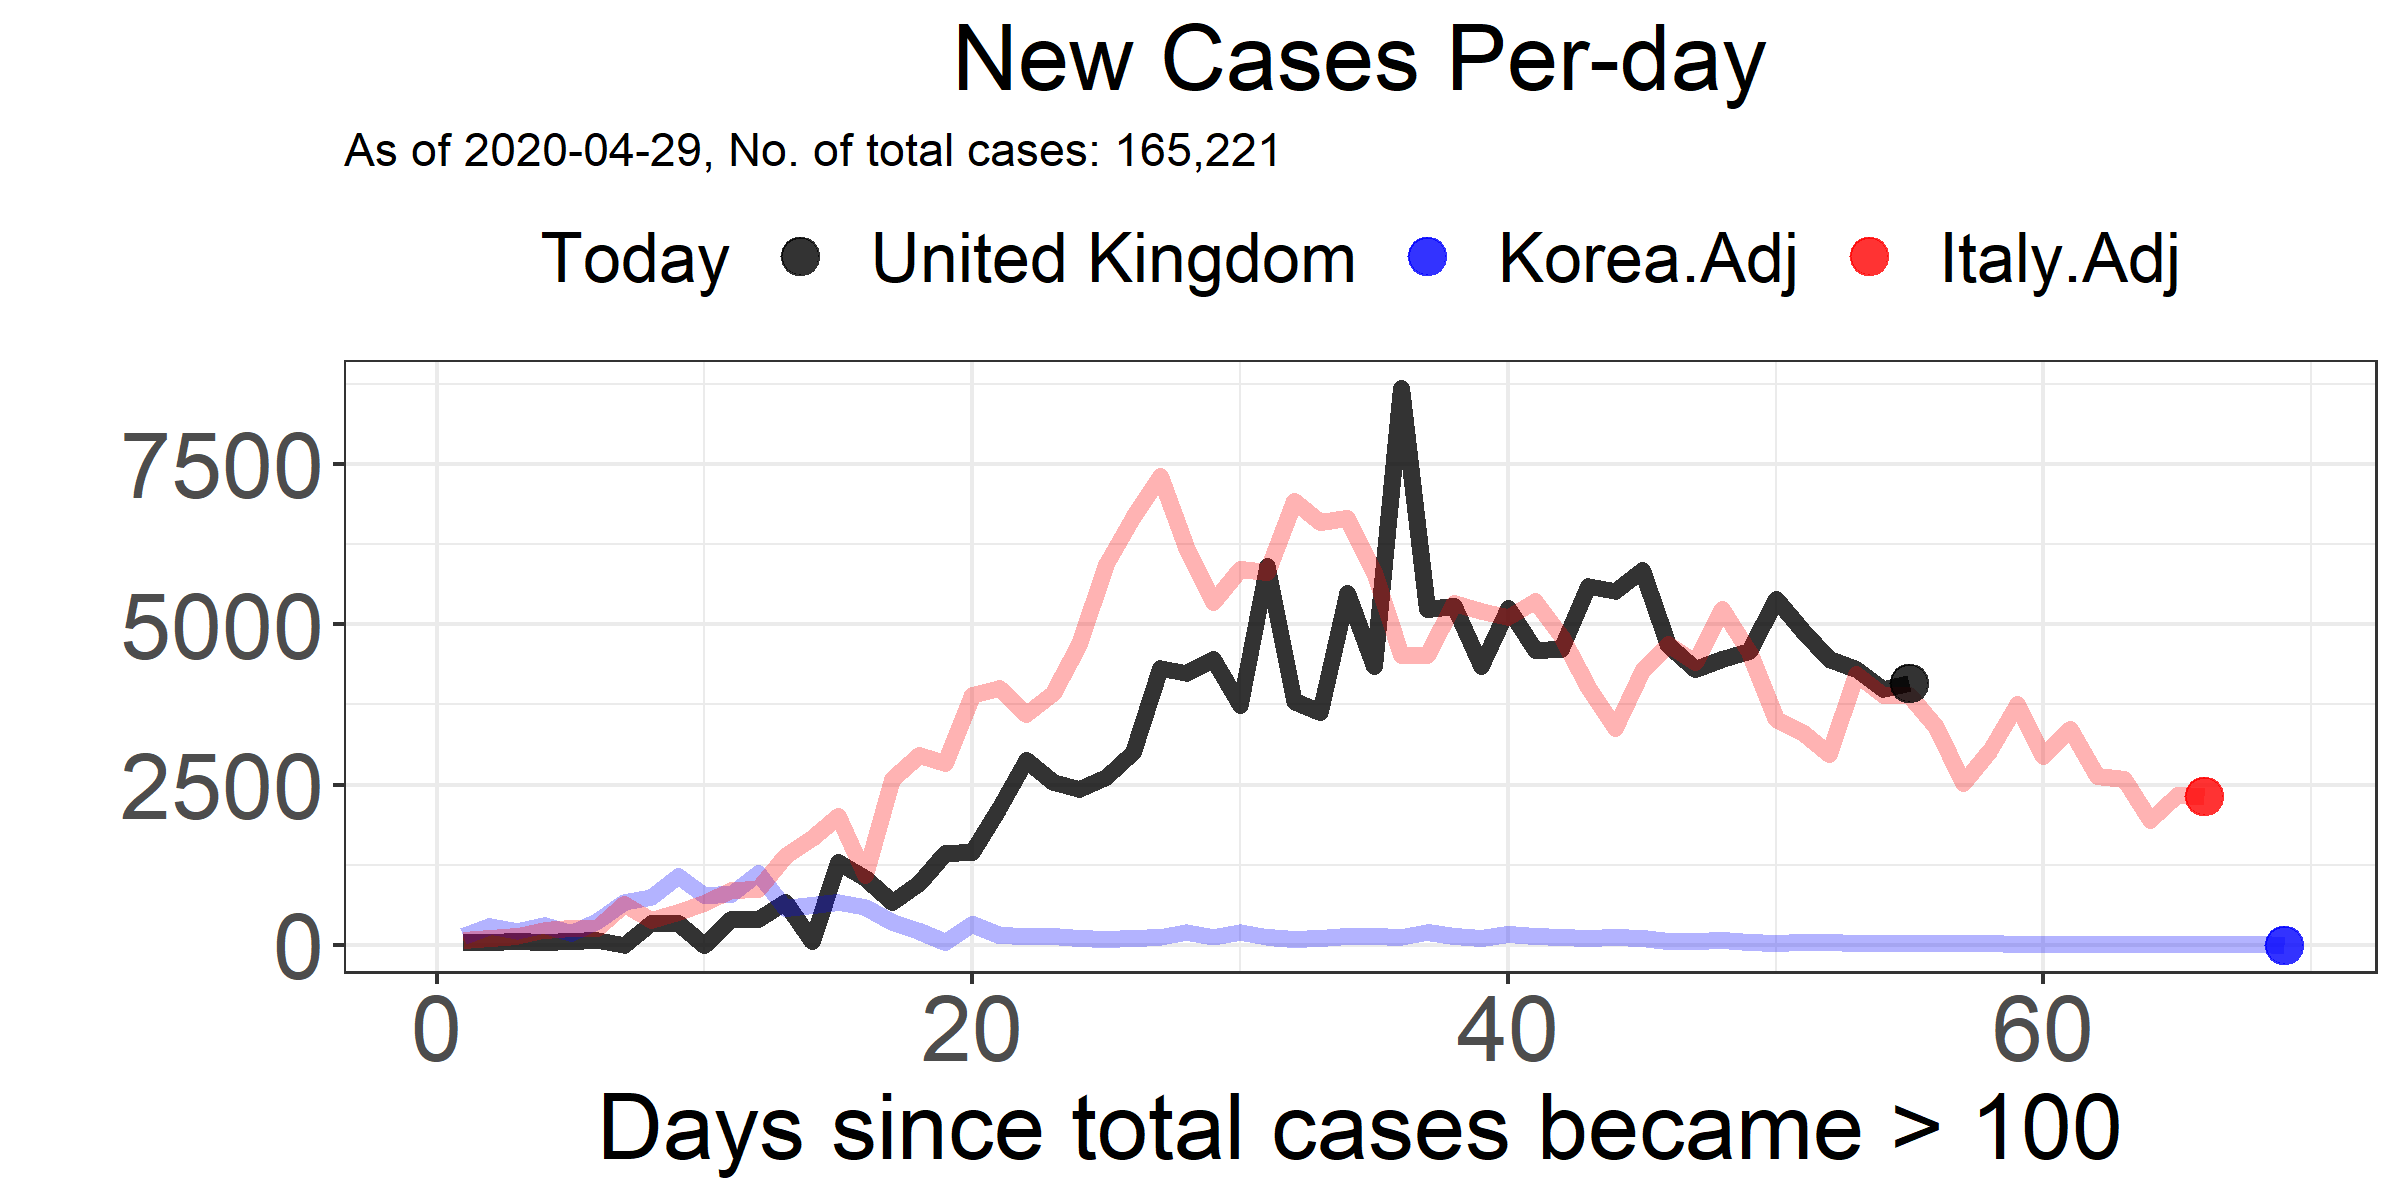 New Cases Per-day
As of 2020-04-29, No. of total cases: 165,221
Today United Kingdom Korea.Adj Italy.Adj
7500
5000
2500
0
0 20 40 60
Days since total cases became > 100